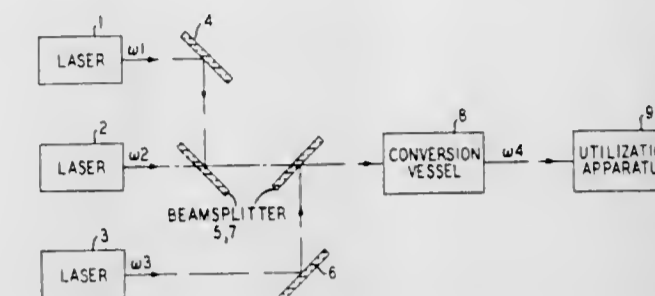 1
LASER
ω1
4
2
LASER
ω2
8
CONVERSION
VESSEL
ω4
9
BEAMSPLITTER
5,7
3
LASER
ω3
6